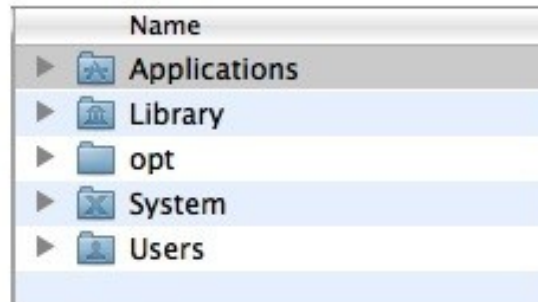 Name
Applications
Library
opt
System
Users